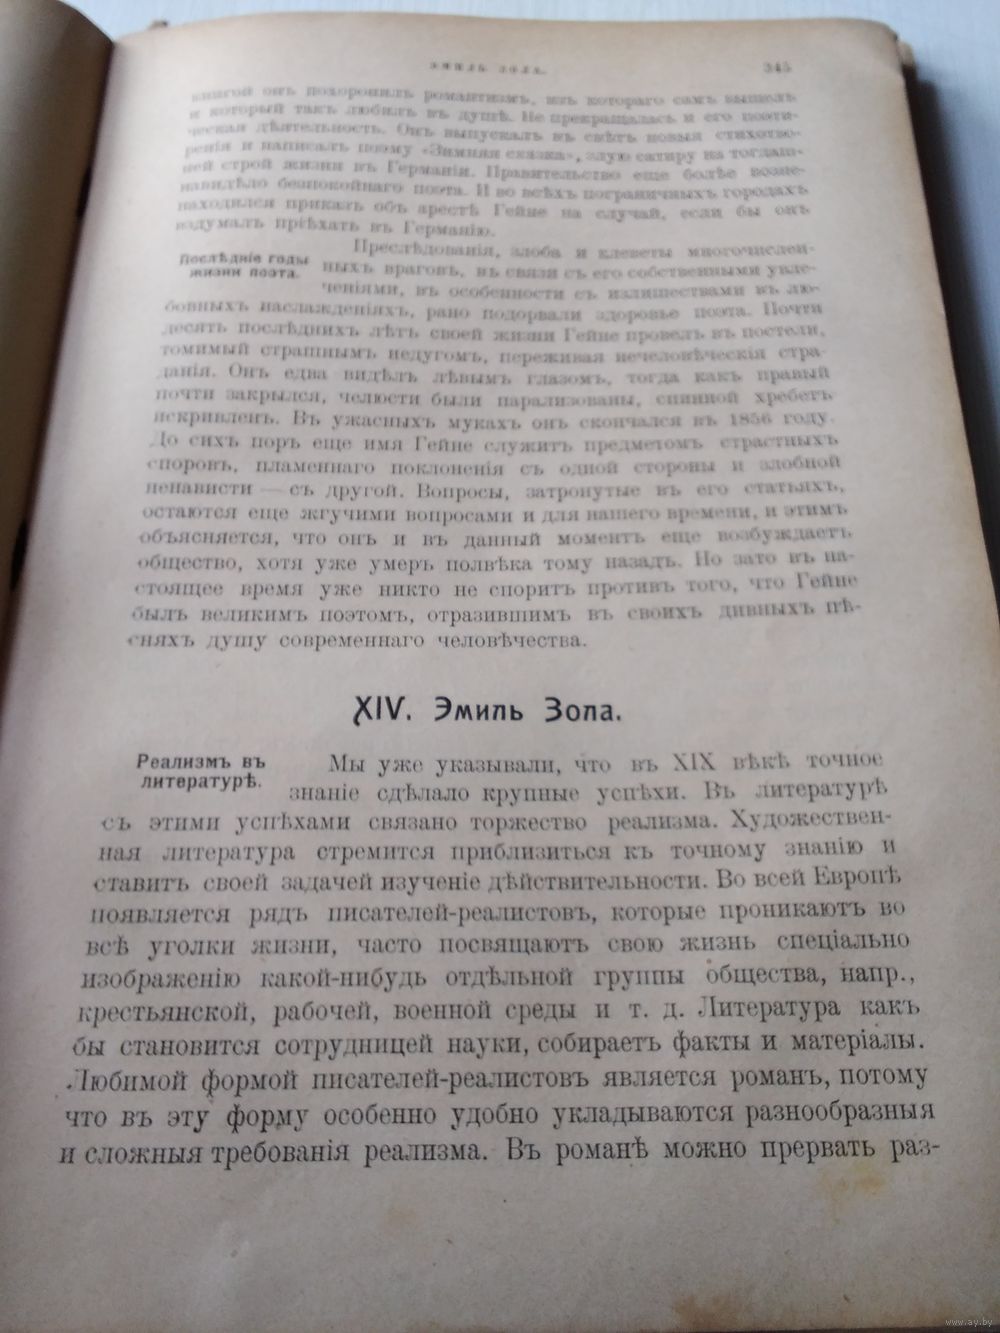 ЭМИЛЬ ЗОЛА.
345
книгой онъ похоронилъ романтизмъ, изъ котораго самъ вышелъ
и который такъ любилъ въ душѣ. Не прекращалась и его поэти-
ческая дѣятельность. Онъ выпускалъ въ свѣтъ новыя стихотво-
ренія и написалъ поэму «Зимняя сказка», злую сатиру на тогдаш-
ней строй жизни въ Германіи. Правительство еще болѣе возне-
навидѣло безпокойнаго поэта. И во всѣхъ пограничныхъ городахъ
находился приказъ объ арестѣ Гейне на случай, если бы онъ
вздумалъ пріѣхать въ Германію.
Послѣдніе годы
жизни поэта.
Преслѣдованія, злоба и клеветы многочислен-
ныхъ враговъ, въ связи съ его собственными увле-
ченіями, въ особенности съ излишествами въ лю-
бовныхъ наслажденіяхъ, рано подорвали здоровье поэта. Почти
десять послѣднихъ лѣтъ своей жизни Гейне провелъ въ постели,
томимый страшнымъ недугомъ, переживая нечеловѣческія стра-
данія. Онъ едва видѣлъ лѣвымъ глазомъ, тогда какъ правый
почти закрылся, челюсти были парализованы, спинной хребетъ
искривленъ. Въ ужасныхъ мукахъ онъ скончался въ 1856 году.
До сихъ поръ еще имя Гейне служитъ предметомъ страстныхъ
споровъ, пламеннаго поклоненія съ одной стороны и злобной
ненависти — съ другой. Вопросы, затронутые въ его статьяхъ,
остаются еще жгучими вопросами и для нашего времени, и этимъ
объясняется, что онъ и въ данный моментъ еще возбуждаетъ
общество, хотя уже умеръ полвѣка тому назадъ. Но зато въ на-
стоящее время уже никто не споритъ противъ того, что Гейне
былъ великимъ поэтомъ, отразившимъ въ своихъ дивныхъ пѣ-
сняхъ душу современнаго человѣчества.
XIV. Эмиль Зола.
Реализмъ въ
литературѣ.
Мы уже указывали, что въ XIX вѣкѣ точное
знаніе сдѣлало крупные успѣхи. Въ литературѣ
съ этими успѣхами связано торжество реализма. Художествен-
ная литература стремится приблизиться къ точному знанію и
ставитъ своей задачей изученіе дѣйствительности. Во всей Европѣ
появляется рядъ писателей-реалистовъ, которые проникаютъ во
всѣ уголки жизни, часто посвящаютъ свою жизнь спеціально
изображенію какой-нибудь отдѣльной группы общества, напр.,
крестьянской, рабочей, военной среды и т. д. Литература какъ
бы становится сотрудницей науки, собираетъ факты и матеріалы.
Любимой формой писателей-реалистовъ является романъ, потому
что въ эту форму особенно удобно укладываются разнообразныя
и сложныя требованія реализма. Въ романѣ можно прервать раз-
www.ay.by